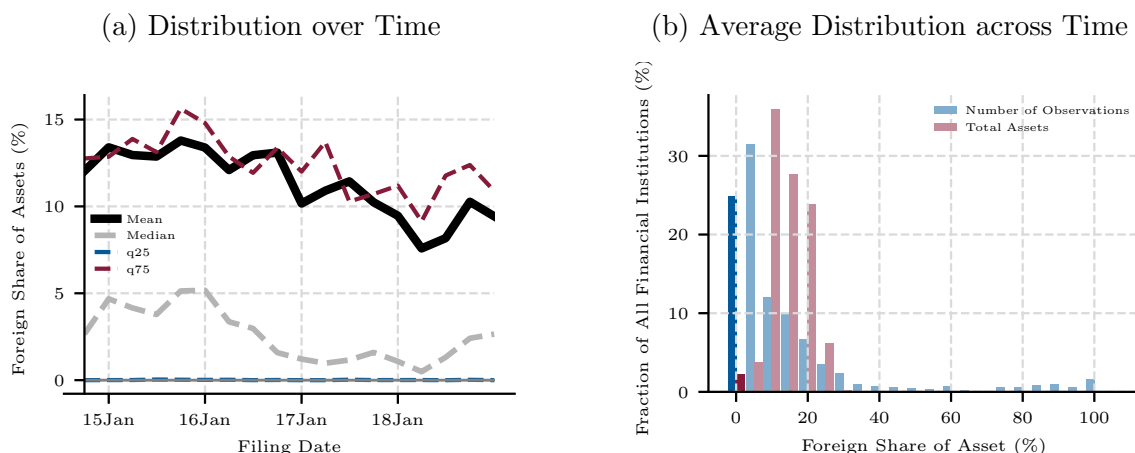 (a) Distribution over Time
Foreign Share of Assets (%)
15
10
5
0
Mean
Median
q25
q75
15Jan 16Jan 17Jan 18Jan
Filing Date
(b) Average Distribution across Time
Fraction of All Financial Institutions (%)
Number of Observations
Total Assets
30
20
10
0
0 20 40 60 80 100
Foreign Share of Asset (%)